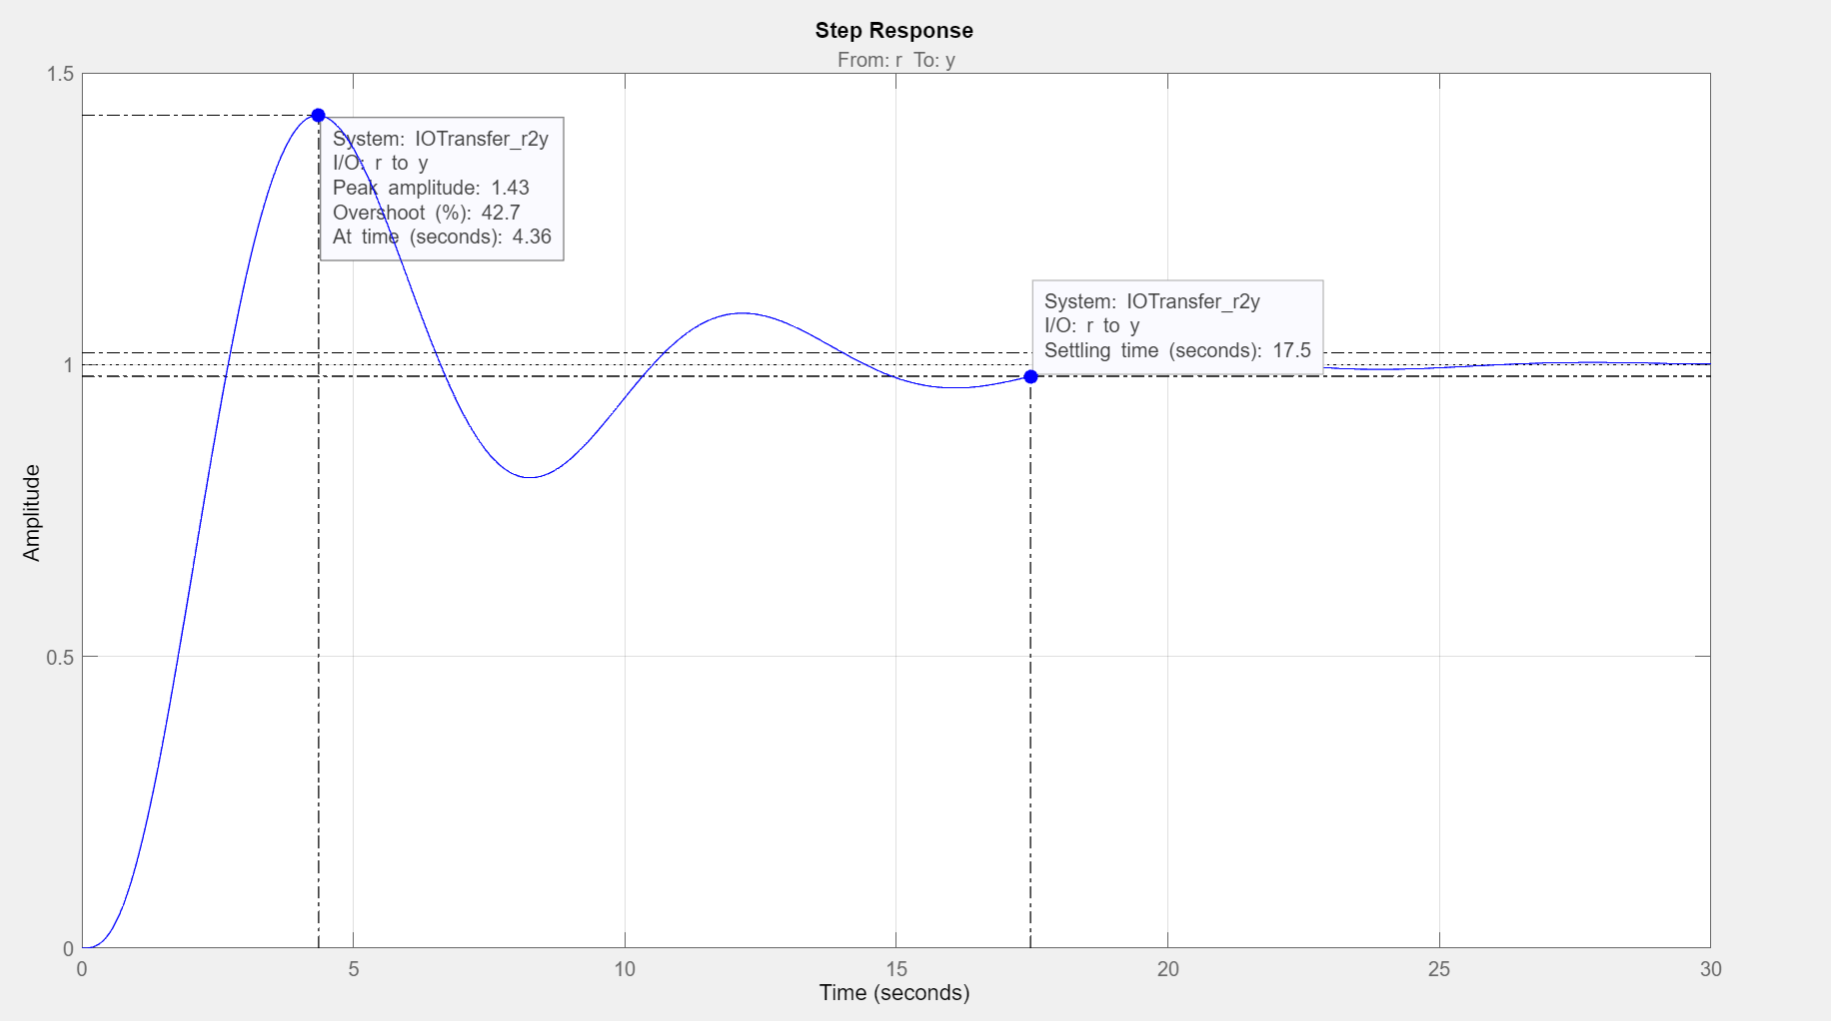 Step Response
From: r To: y
1.5
1
0.5
0
Amplitude
System: IOTransfer_r2y
I/O: r to y
Peak amplitude: 1.43
Overshoot (%): 42.7
At time (seconds): 4.36
System: IOTransfer_r2y
I/O: r to y
Settling time (seconds): 17.5
0 5 10 15 20 25 30
Time (seconds)